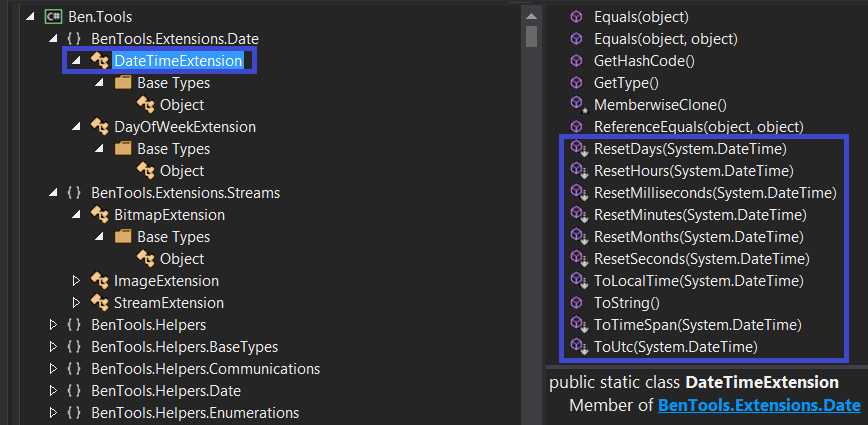 Ben.Tools
BenTools.Extensions.Date
DateTimeExtension
Base Types
Object
DayOfWeekExtension
Base Types
Object
BenTools.Extensions.Streams
BitmapExtension
Base Types
Object
ImageExtension
StreamExtension
BenTools.Helpers
BenTools.Helpers.BaseTypes
BenTools.Helpers.Communications
BenTools.Helpers.Date
BenTools.Helpers.Enumerations
Equals(object)
Equals(object, object)
GetHashCode()
GetType()
MemberwiseClone()
ReferenceEquals(object, object)
ResetDays(System.DateTime)
ResetHours(System.DateTime)
ResetMilliseconds(System.DateTime)
ResetMinutes(System.DateTime)
ResetMonths(System.DateTime)
ResetSeconds(System.DateTime)
ToLocalTime(System.DateTime)
ToString()
ToTimeSpan(System.DateTime)
ToUtc(System.DateTime)
public static class DateTimeExtension
Member of BenTools.Extensions.Date